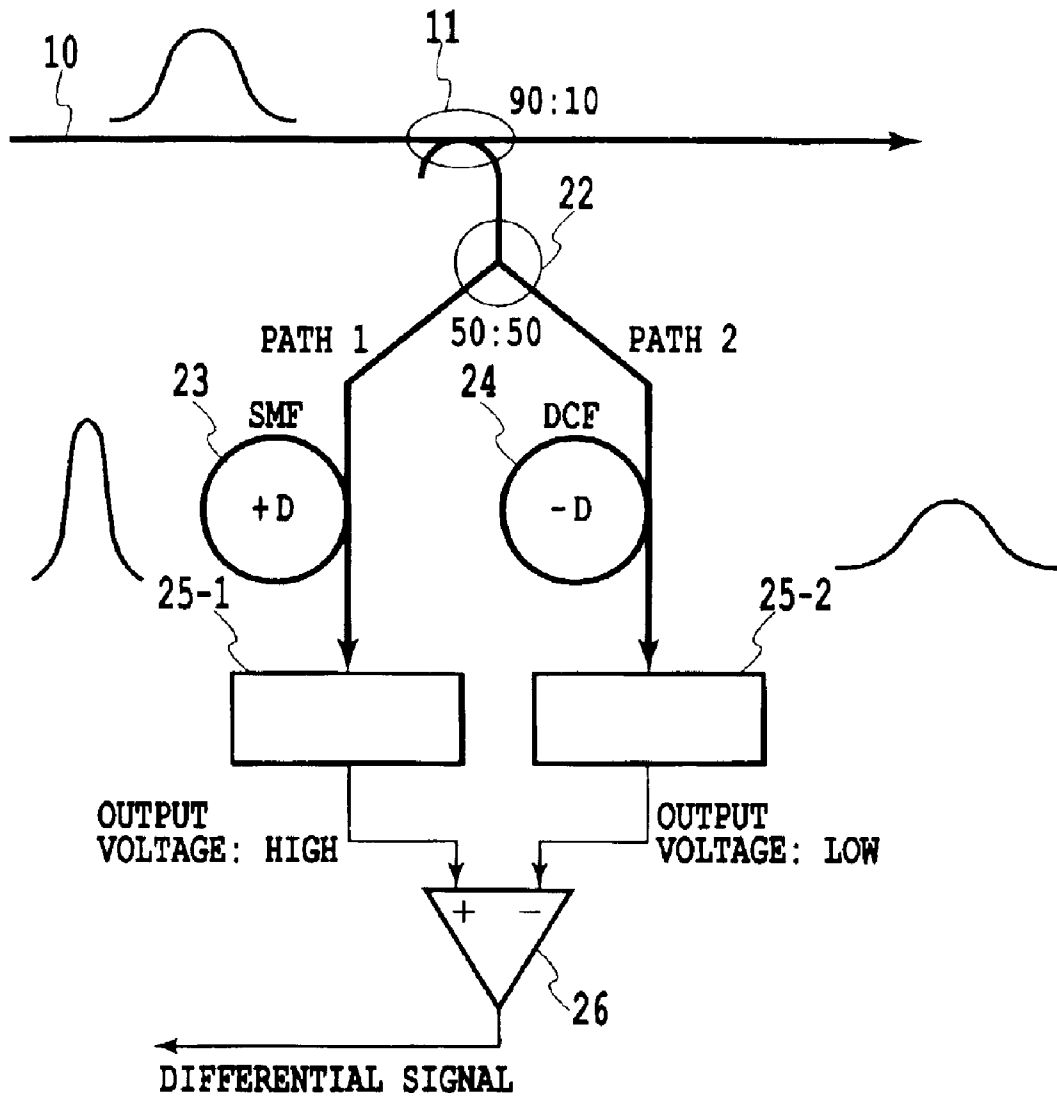 10
11
90:10
22
50:50
PATH 1
PATH 2
23
SMF
+D
24
DCF
-D
25-1
25-2
OUTPUT
VOLTAGE: HIGH
OUTPUT
VOLTAGE: LOW
+
-
26
DIFFERENTIAL SIGNAL